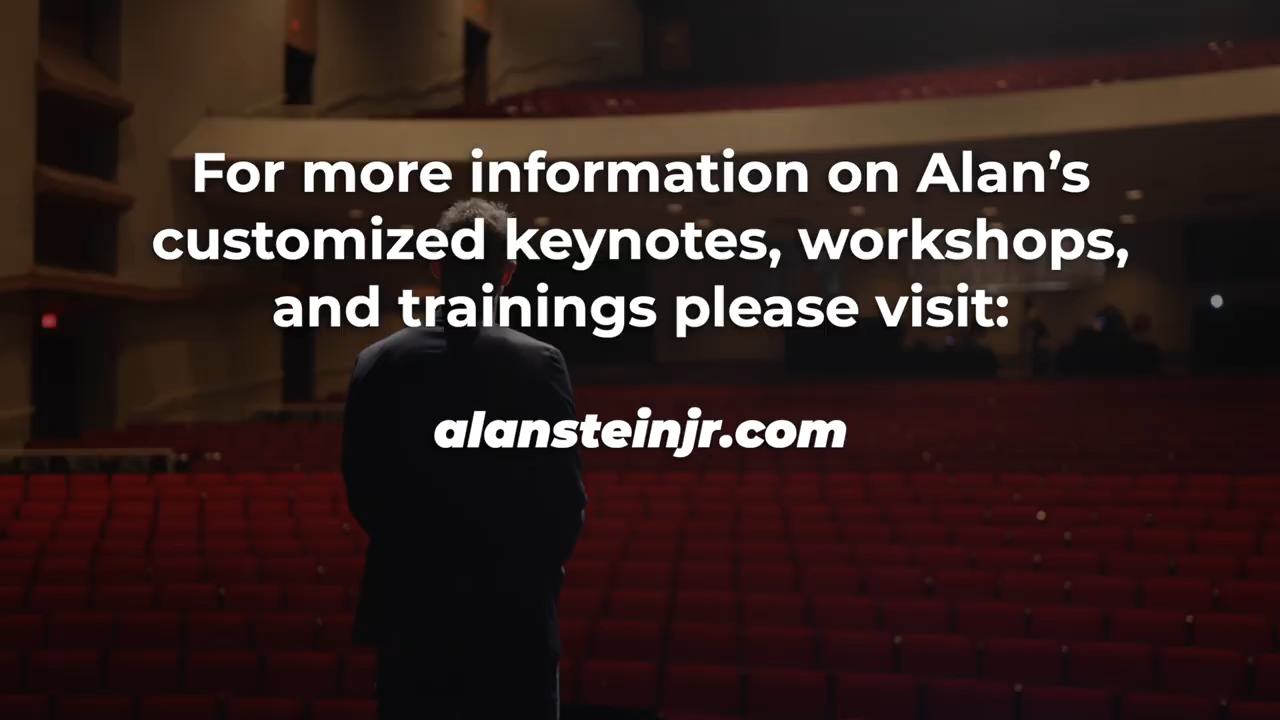 For more information on Alan’s
customized keynotes, workshops,
and trainings please visit:
alansteinjr.com